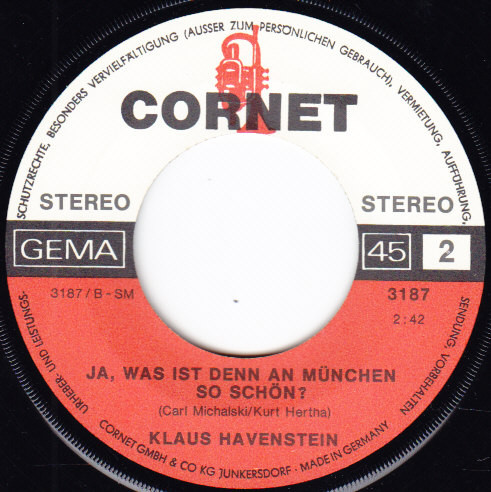 URHEBER- UND LEISTUNGS-
SCHUTZRECHTE, BESONDERS VERVIELFÄLTIGUNG (AUSSER ZUM PERSÖNLICHEN GEBRAUCH), VERMIETUNG, AUFFÜHRUNG,
SENDUNG, VORBEHALTEN
CORNET
STEREO STEREO
GEMA 45 2
3187/B-SM 3187
2:42
JA, WAS IST DENN AN MÜNCHEN
SO SCHÖN?
(Carl Michalski/Kurt Hertha)
KLAUS HAVENSTEIN
CORNET GMBH & CO KG JUNKERSDORF - MADE IN GERMANY